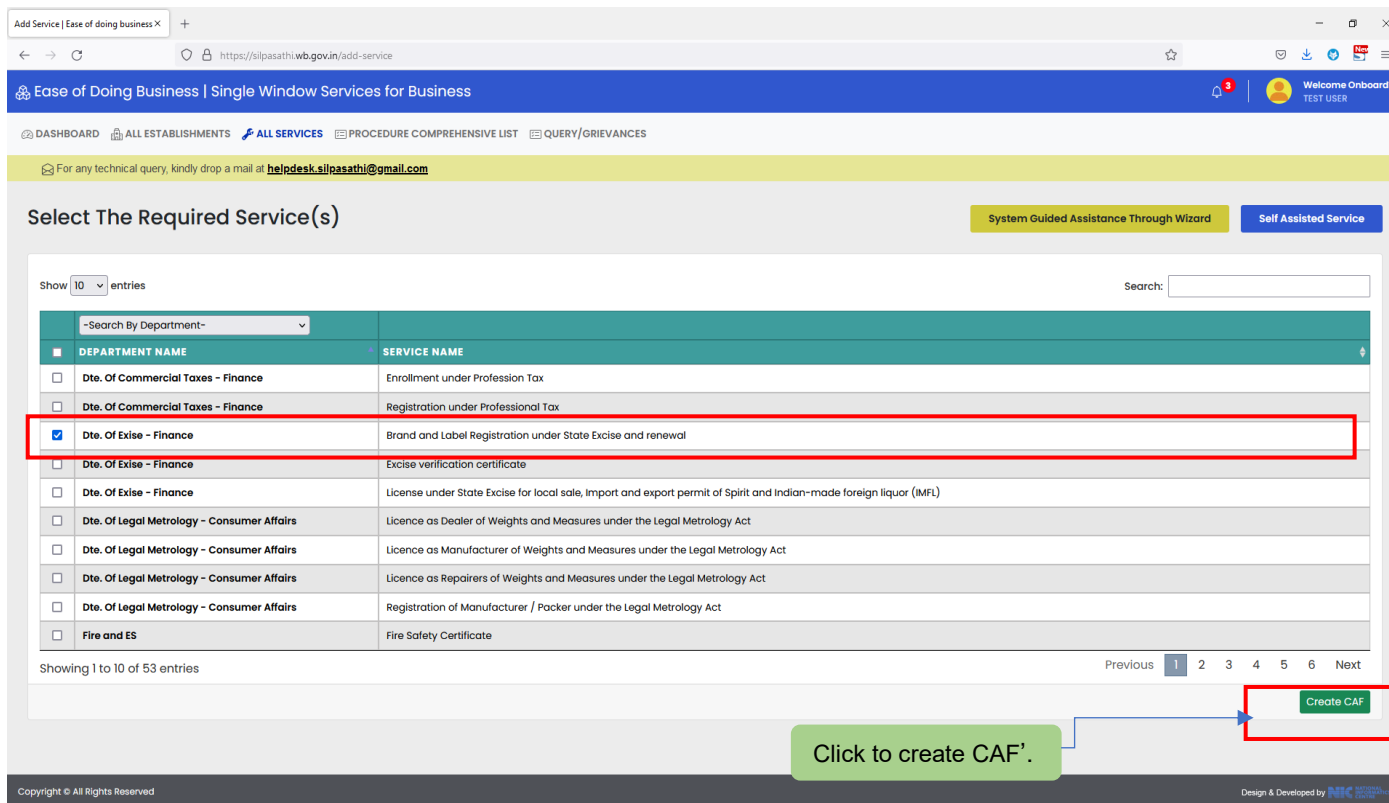 Add Service | Ease of doing business
https://silpasathi.wb.gov.in/add-service
New
Ease of Doing Business | Single Window Services for Business
3
Welcome Onboard
TEST USER
DASHBOARD ALL ESTABLISHMENTS ALL SERVICES PROCEDURE COMPREHENSIVE LIST QUERY/GRIEVANCES
For any technical query, kindly drop a mail at helpdesk.silpasathi@gmail.com
Select The Required Service(s)
System Guided Assistance Through Wizard Self Assisted Service
Show 10 entries Search:
-Search By Department-
DEPARTMENT NAME SERVICE NAME
Dte. Of Commercial Taxes - Finance Enrollment under Profession Tax
Dte. Of Commercial Taxes - Finance Registration under Professional Tax
Dte. Of Exise - Finance Brand and Label Registration under State Excise and renewal
Dte. Of Exise - Finance Excise verification certificate
Dte. Of Exise - Finance License under State Excise for local sale, Import and export permit of Spirit and Indian-made foreign liquor (IMFL)
Dte. Of Legal Metrology - Consumer Affairs Licence as Dealer of Weights and Measures under the Legal Metrology Act
Dte. Of Legal Metrology - Consumer Affairs Licence as Manufacturer of Weights and Measures under the Legal Metrology Act
Dte. Of Legal Metrology - Consumer Affairs Licence as Repairers of Weights and Measures under the Legal Metrology Act
Dte. Of Legal Metrology - Consumer Affairs Registration of Manufacturer / Packer under the Legal Metrology Act
Fire and ES Fire Safety Certificate
Showing 1 to 10 of 53 entries Previous 1 2 3 4 5 6 Next
Create CAF
Click to create CAF’.
Copyright © All Rights Reserved Design & Developed by NIC